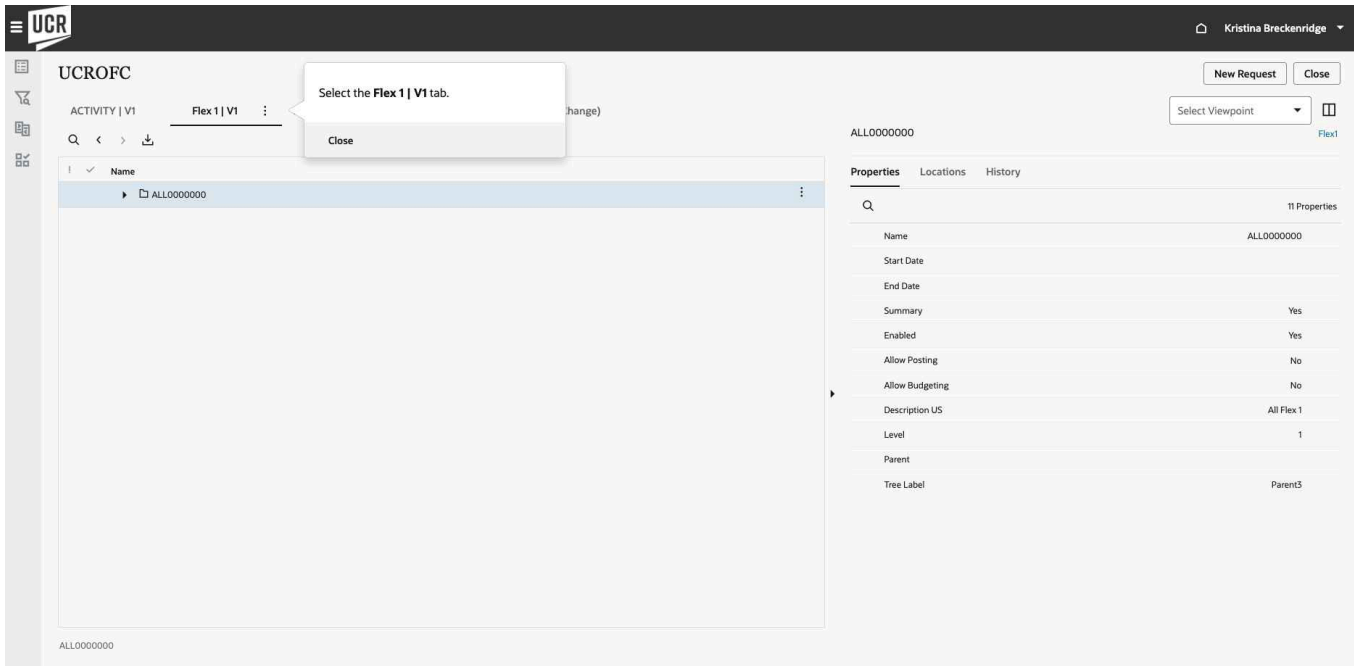 UCR
Kristina Breckenridge
UCROFC
New Request
Close
ACTIVITY | V1
Flex 1 | V1
Select the Flex 1 | V1 tab.
Close
Change)
Select Viewpoint
ALL0000000
Flex1
Name
ALL0000000
Properties
Locations
History
11 Properties
Name ALL0000000
Start Date
End Date
Summary Yes
Enabled Yes
Allow Posting No
Allow Budgeting No
Description US All Flex 1
Level 1
Parent
Tree Label Parent3
ALL0000000